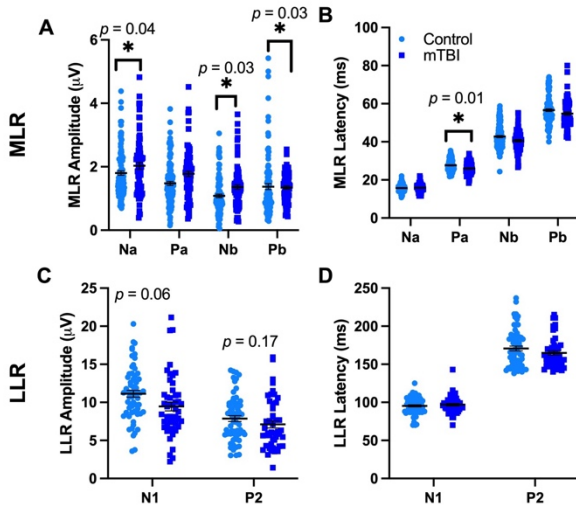 A
p = 0.04
*
p = 0.03
*
p = 0.03
*
MLR Amplitude (µV)
6
4
2
0
Na Pa Nb Pb
B
Control
mTBI
p = 0.01
*
MLR Latency (ms)
100
80
60
40
20
0
Na Pa Nb Pb
MLR
C
p = 0.06
p = 0.17
LLR Amplitude (µV)
25
20
15
10
5
0
N1 P2
D
LLR Latency (ms)
250
200
150
100
50
0
N1 P2
LLR